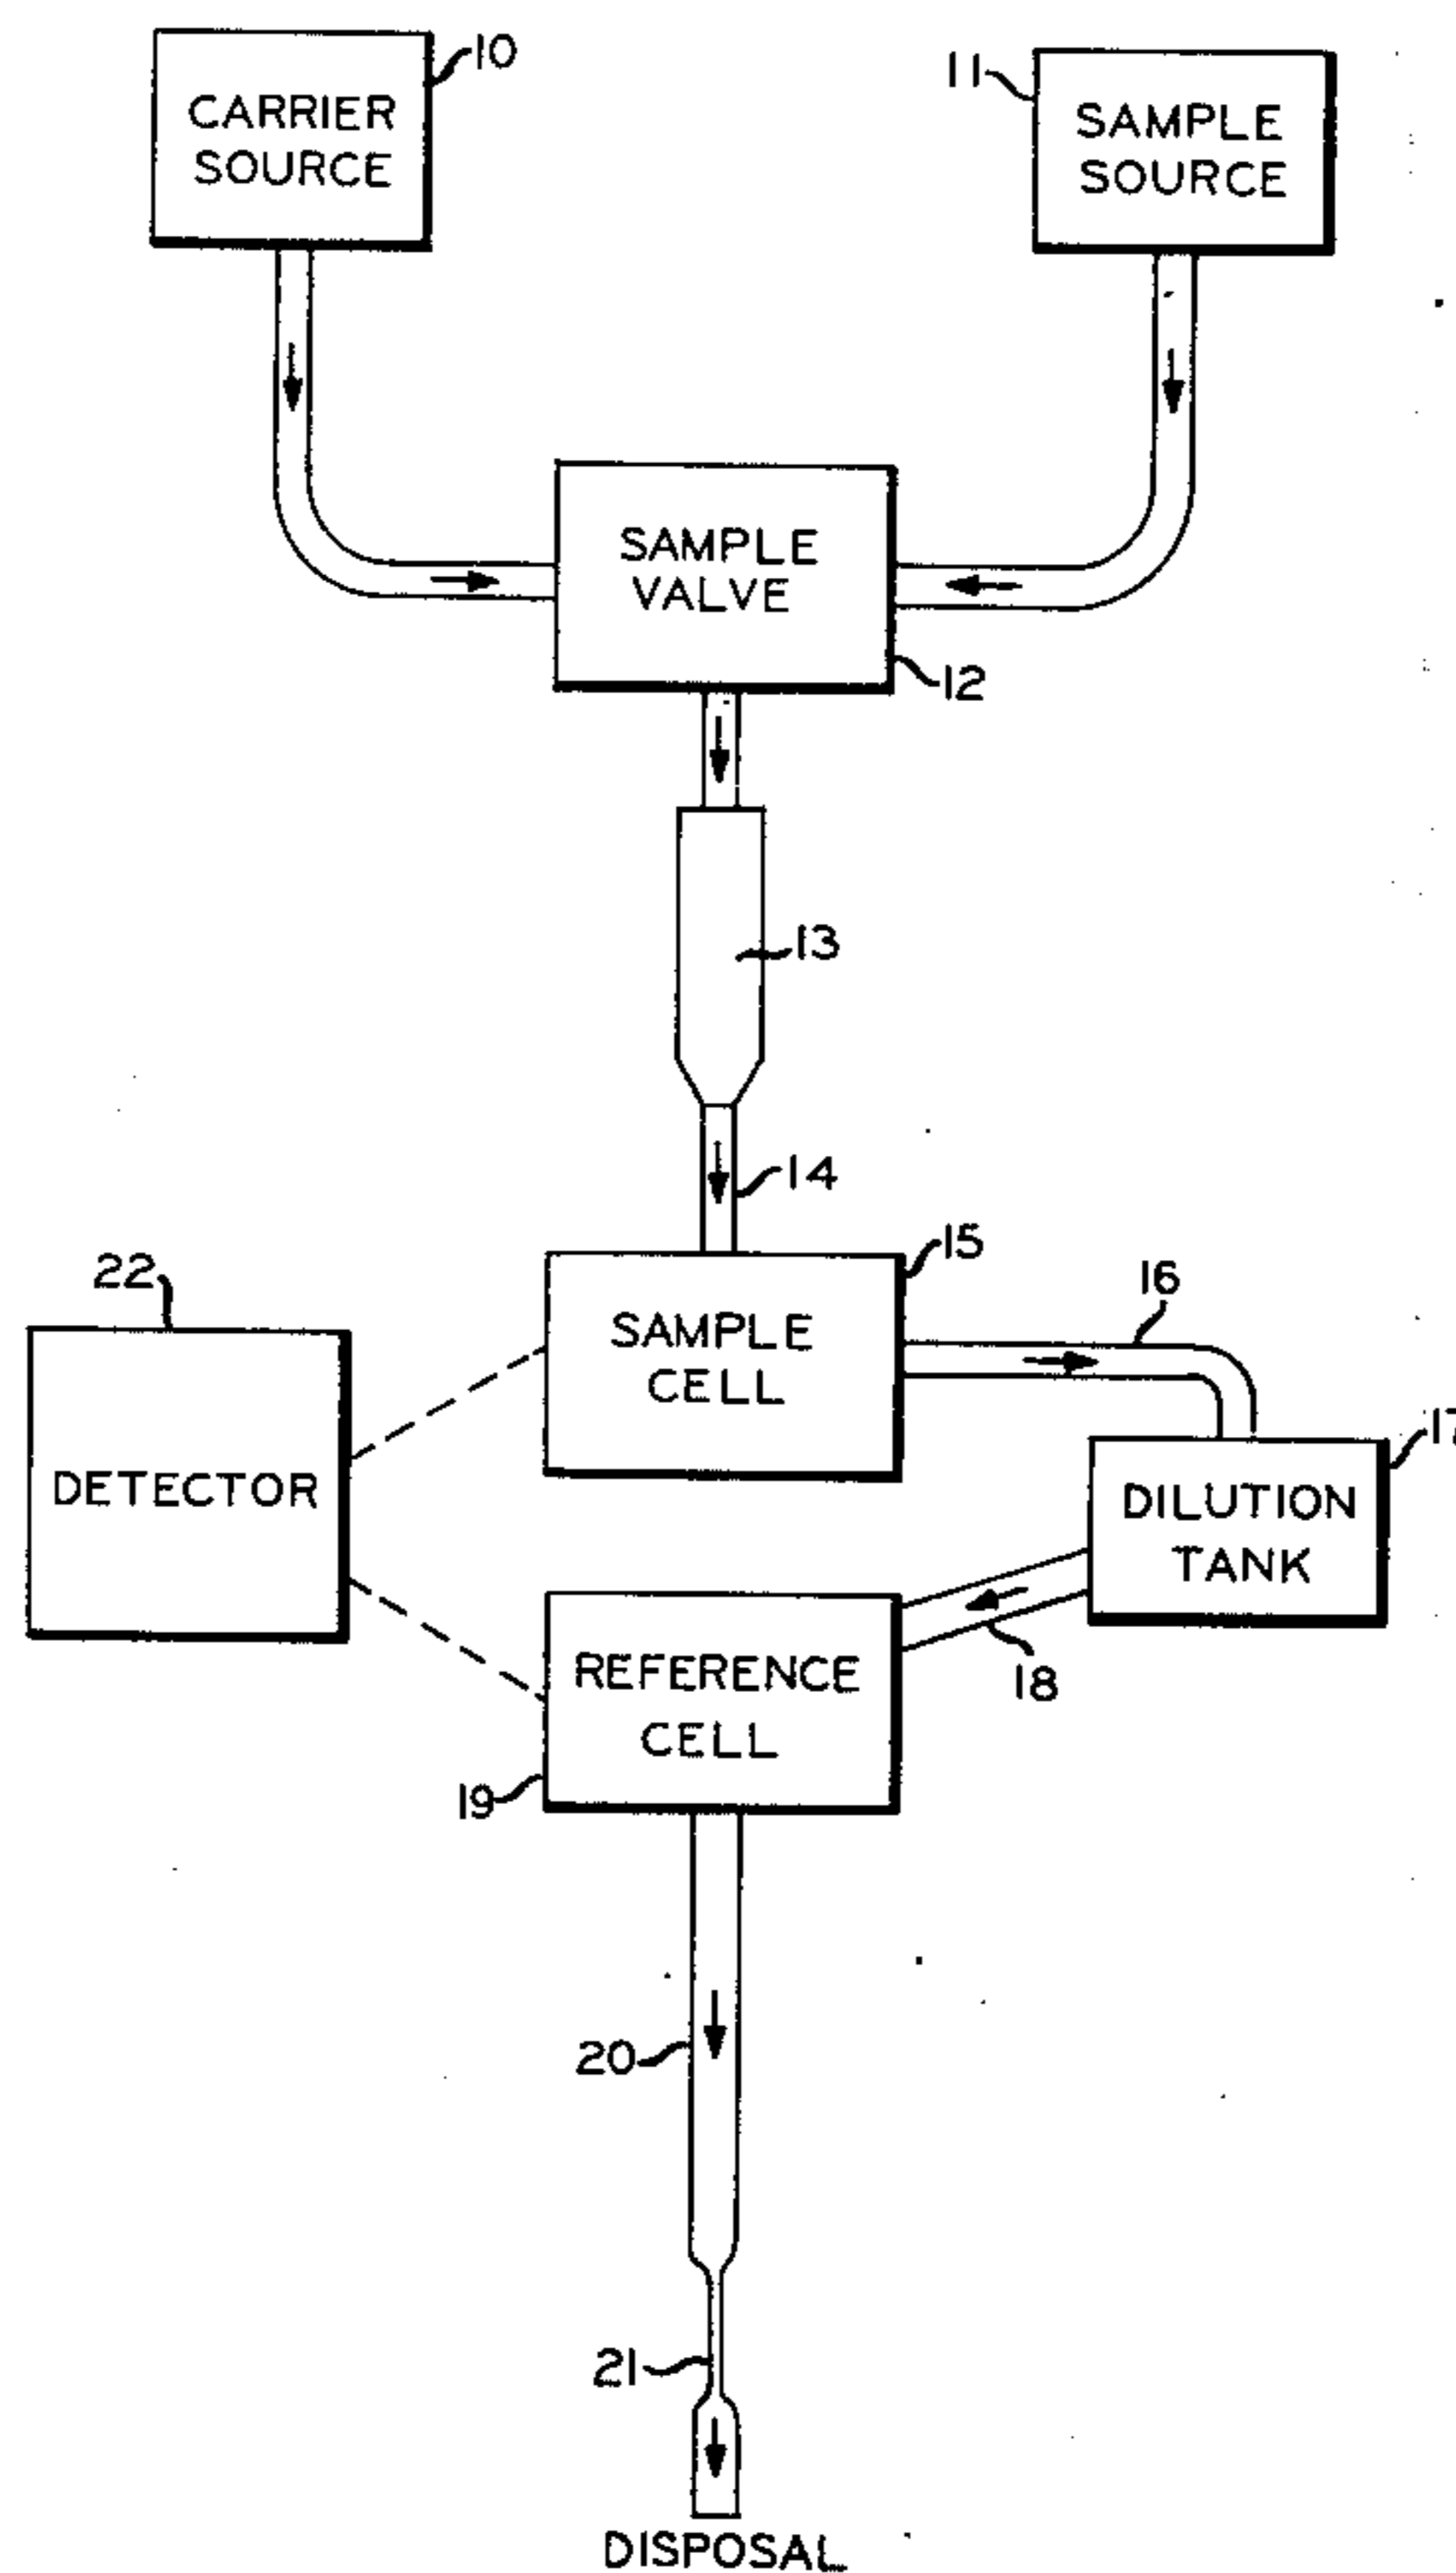 10
CARRIER
SOURCE
11
SAMPLE
SOURCE
SAMPLE
VALVE
12
13
14
15
SAMPLE
CELL
16
22
DETECTOR
17
DILUTION
TANK
18
REFERENCE
CELL
19
20
21
DISPOSAL